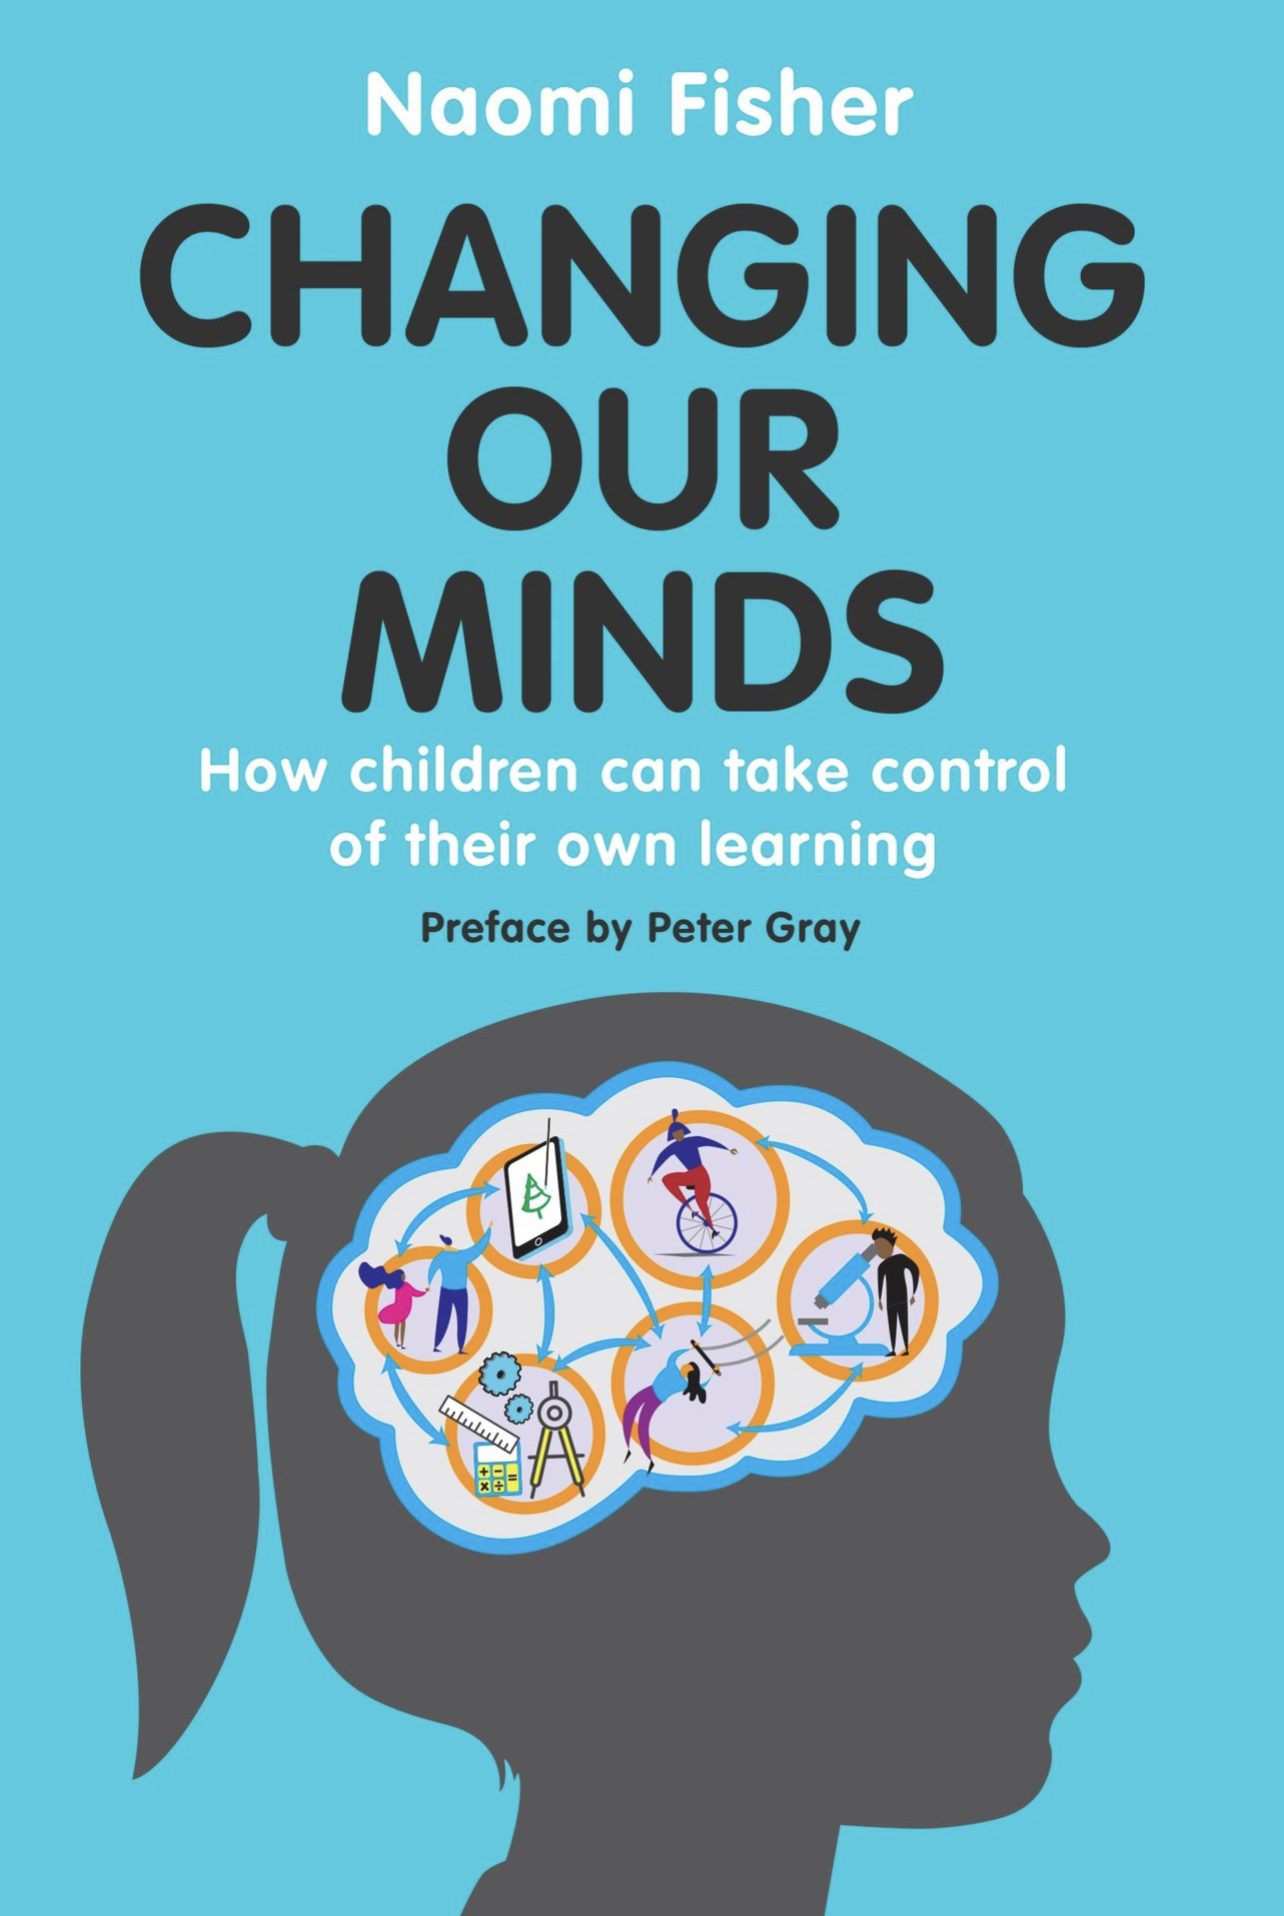 Naomi Fisher
CHANGING
OUR
MINDS
How children can take control
of their own learning
Preface by Peter Gray
+ − =
× ÷